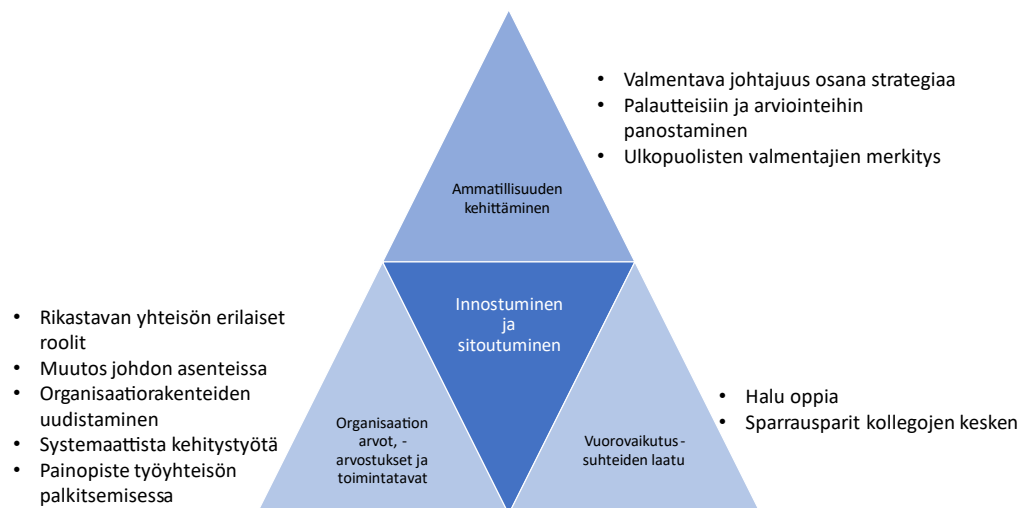 • Valmentava johtajuus osana strategiaa
• Palautteisiin ja arviointeihin
panostaminen
• Ulkopuolisten valmentajien merkitys
Ammatillisuuden
kehittäminen
Innostuminen
ja
sitoutuminen
• Rikastavan yhteisön erilaiset
roolit
• Muutos johdon asenteissa
• Organisaatiorakenteiden
uudistaminen
• Systemaattista kehitystyötä
• Painopiste työyhteisön
palkitsemisessa
Organisaation
arvot, -
arvostukset ja
toimintatavat
Vuorovaikutus-
suhteiden laatu
• Halu oppia
• Sparrausparit kollegojen kesken